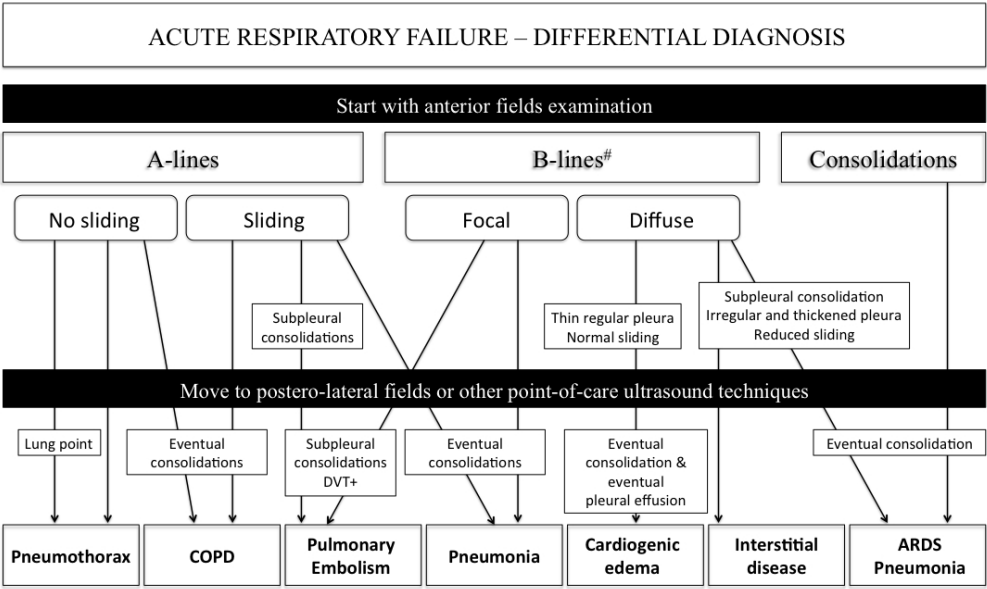 ACUTE RESPIRATORY FAILURE – DIFFERENTIAL DIAGNOSIS
Start with anterior fields examination
A-lines
B-lines#
Consolidations
No sliding
Sliding
Focal
Diffuse
Subpleural
consolidations
Thin regular pleura
Normal sliding
Subpleural consolidation
Irregular and thickened pleura
Reduced sliding
Move to postero-lateral fields or other point-of-care ultrasound techniques
Lung point
Eventual
consolidations
Subpleural
consolidations
DVT+
Eventual
consolidations
Eventual
consolidation &
eventual
pleural effusion
Eventual consolidation
Pneumothorax
COPD
Pulmonary
Embolism
Pneumonia
Cardiogenic
edema
Interstitial
disease
ARDS
Pneumonia